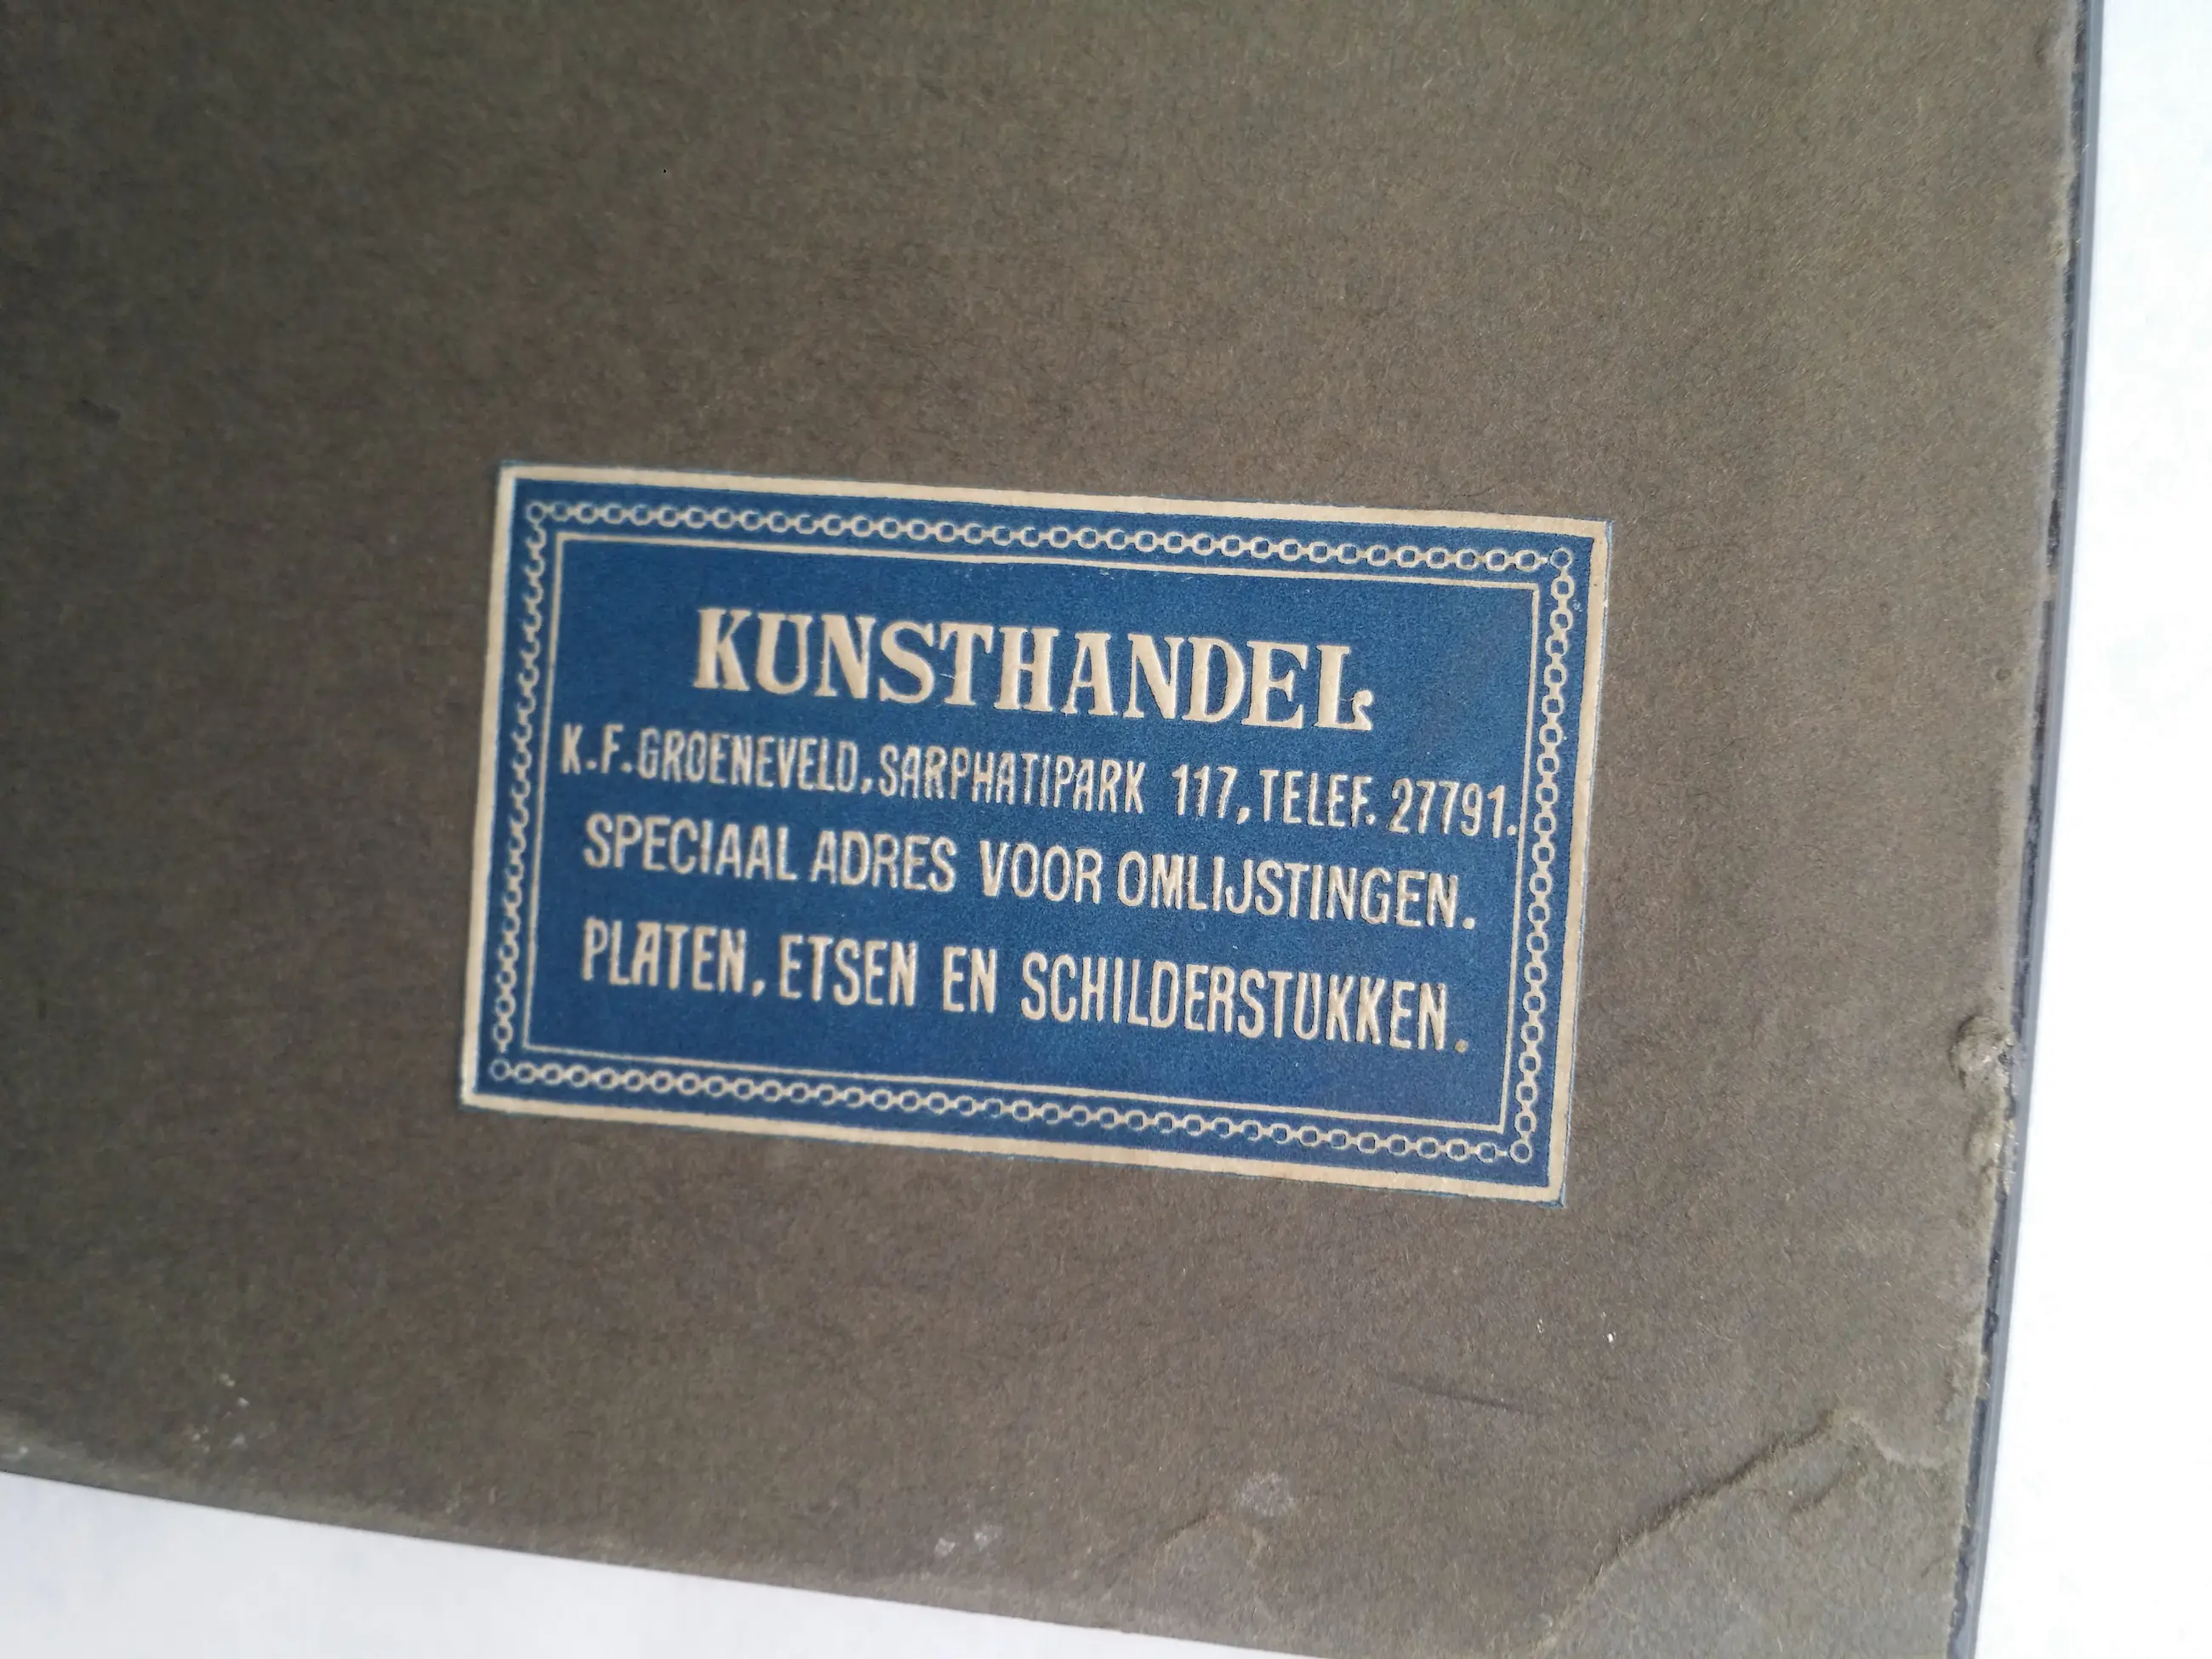 KUNSTHANDEL
K.F. GROENEVELD, SARPHATIPARK 117, TELEF. 27791.
SPECIAAL ADRES VOOR OMLIJSTINGEN.
PLATEN, ETSEN EN SCHILDERSTUKKEN.